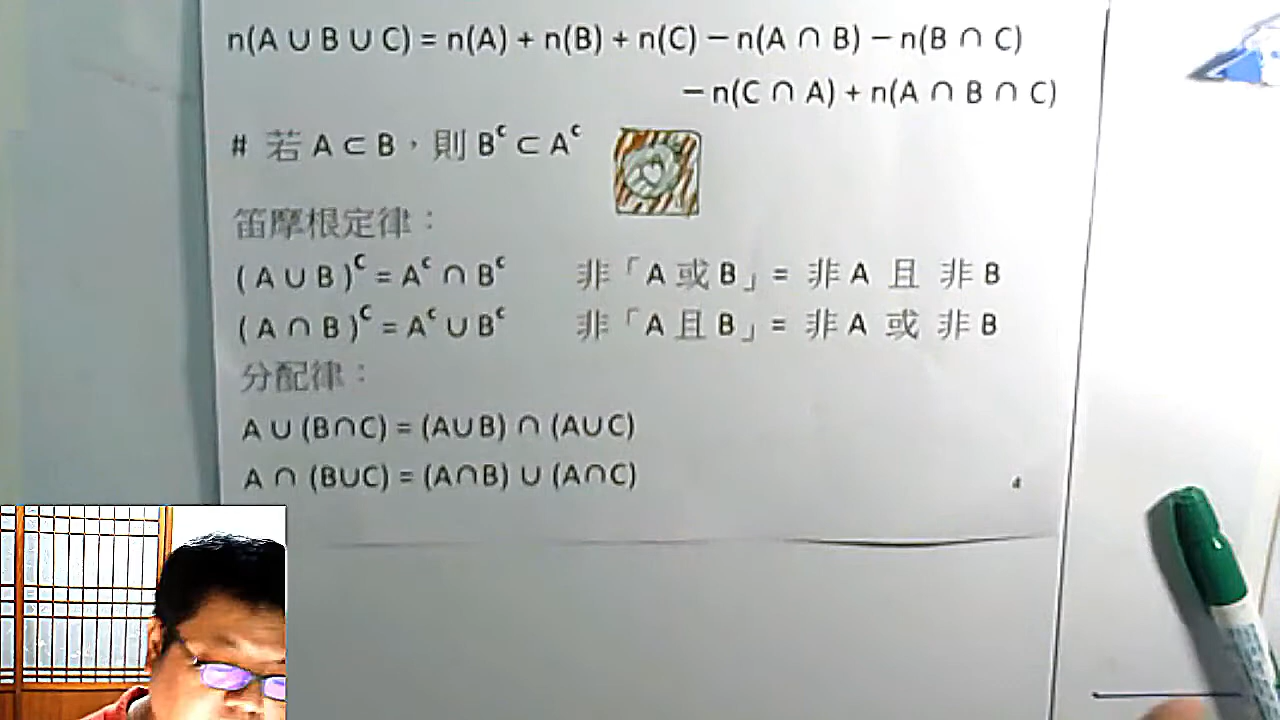 n(A ∪ B ∪ C) = n(A) + n(B) + n(C) − n(A ∩ B) − n(B ∩ C)
− n(C ∩ A) + n(A ∩ B ∩ C)
# 若 A ⊂ B，則 Bᶜ ⊂ Aᶜ
笛摩根定律：
( A ∪ B )ᶜ = Aᶜ ∩ Bᶜ 非「A 或 B」= 非 A 且 非 B
( A ∩ B )ᶜ = Aᶜ ∪ Bᶜ 非「A 且 B」= 非 A 或 非 B
分配律：
A ∪ (B∩C) = (A∪B) ∩ (A∪C)
A ∩ (B∪C) = (A∩B) ∪ (A∩C)
4